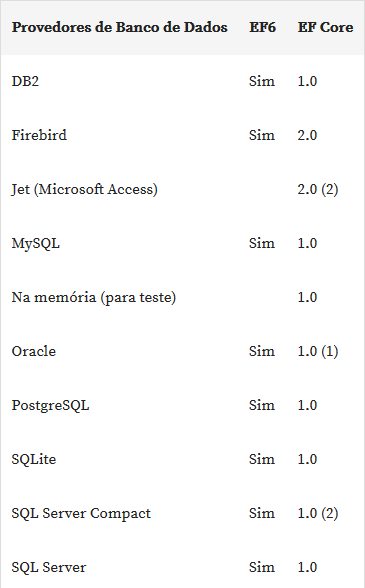 Provedores de Banco de Dados EF6 EF Core
DB2 Sim 1.0
Firebird Sim 2.0
Jet (Microsoft Access) 2.0 (2)
MySQL Sim 1.0
Na memória (para teste) 1.0
Oracle Sim 1.0 (1)
PostgreSQL Sim 1.0
SQLite Sim 1.0
SQL Server Compact Sim 1.0 (2)
SQL Server Sim 1.0